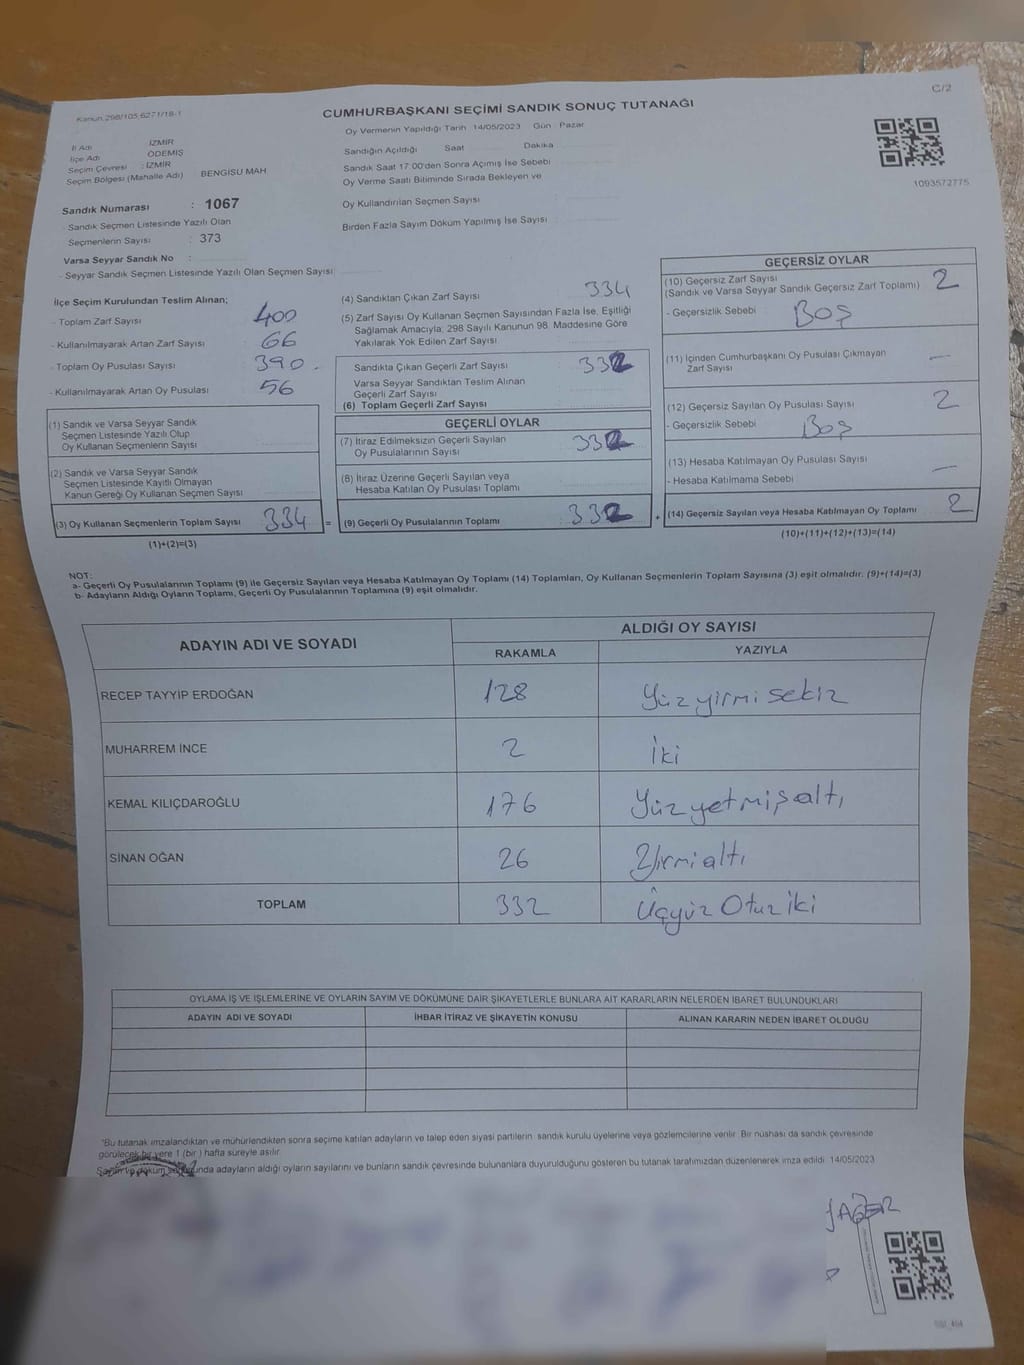 C/2
Kanun 298/105,6271/18-1
CUMHURBAŞKANI SEÇİMİ SANDIK SONUÇ TUTANAĞI
Oy Vermenin Yapıldığı Tarih 14/05/2023 Gün : Pazar
İl Adı İZMİR
İlçe Adı ÖDEMİŞ
Seçim Çevresi : İZMİR
Seçim Bölgesi (Mahalle Adı) BENGİSU MAH
Sandık Numarası : 1067
- Sandık Seçmen Listesinde Yazılı Olan
Seçmenlerin Sayısı : 373
Varsa Seyyar Sandık No :
- Seyyar Sandık Seçmen Listesinde Yazılı Olan Seçmen Sayısı
Sandığın Açıldığı Saat Dakika
Sandık Saat 17:00'den Sonra Açımış İse Sebebi
Oy Verme Saati Bitiminde Sırada Bekleyen ve
Oy Kullandırılan Seçmen Sayısı
Birden Fazla Sayım Döküm Yapılmış İse Sayısı
1093572775
İlçe Seçim Kurulundan Teslim Alınan;
- Toplam Zarf Sayısı 400
- Kullanılmayarak Artan Zarf Sayısı 66
- Toplam Oy Pusulası Sayısı 390
- Kullanılmayarak Artan Oy Pusulası 56
(1) Sandık ve Varsa Seyyar Sandık
Seçmen Listesinde Yazılı Olup
Oy Kullanan Seçmenlerin Sayısı
(2) Sandık ve Varsa Seyyar Sandık
Seçmen Listesinde Kayıtlı Olmayan
Kanun Gereği Oy Kullanan Seçmen Sayısı
(3) Oy Kullanan Seçmenlerin Toplam Sayısı 334 =
(1)+(2)=(3)
(4) Sandıktan Çıkan Zarf Sayısı 334
(5) Zarf Sayısı Oy Kullanan Seçmen Sayısından Fazla İse, Eşitliği
Sağlamak Amacıyla; 298 Sayılı Kanunun 98. Maddesine Göre
Yakılarak Yok Edilen Zarf Sayısı
Sandıkta Çıkan Geçerli Zarf Sayısı 332
Varsa Seyyar Sandıktan Teslim Alınan
Geçerli Zarf Sayısı
(6) Toplam Geçerli Zarf Sayısı
GEÇERLİ OYLAR
(7) İtiraz Edilmeksizin Geçerli Sayılan
Oy Pusulalarının Sayısı 332
(8) İtiraz Üzerine Geçerli Sayılan veya
Hesaba Katılan Oy Pusulası Toplamı
(9) Geçerli Oy Pusulalarının Toplamı 332 +
GEÇERSİZ OYLAR
(10) Geçersiz Zarf Sayısı 2
(Sandık ve Varsa Seyyar Sandık Geçersiz Zarf Toplamı)
- Geçersizlik Sebebi Boş
(11) İçinden Cumhurbaşkanı Oy Pusulası Çıkmayan
Zarf Sayısı —
(12) Geçersiz Sayılan Oy Pusulası Sayısı 2
- Geçersizlik Sebebi Boş
(13) Hesaba Katılmayan Oy Pusulası Sayısı —
- Hesaba Katılmama Sebebi
(14) Geçersiz Sayılan veya Hesaba Katılmayan Oy Toplamı 2
(10)+(11)+(12)+(13)=(14)
NOT:
a- Geçerli Oy Pusulalarının Toplamı (9) ile Geçersiz Sayılan veya Hesaba Katılmayan Oy Toplamı (14) Toplamları, Oy Kullanan Seçmenlerin Toplam Sayısına (3) eşit olmalıdır. (9)+(14)=(3)
b- Adayların Aldığı Oyların Toplamı, Geçerli Oy Pusulalarının Toplamına (9) eşit olmalıdır.
ADAYIN ADI VE SOYADI ALDIĞI OY SAYISI
RAKAMLA YAZIYLA
RECEP TAYYİP ERDOĞAN 128 Yüzyirmisekiz
MUHARREM İNCE 2 İki
KEMAL KILIÇDAROĞLU 176 Yüzyetmişaltı
SİNAN OĞAN 26 Yirmialtı
TOPLAM 332 Üçyüz Otuziki
OYLAMA İŞ VE İŞLEMLERİNE VE OYLARIN SAYIM VE DÖKÜMÜNE DAİR ŞİKAYETLERLE BUNLARA AİT KARARLARIN NELERDEN İBARET BULUNDUKLARI
ADAYIN ADI VE SOYADI İHBAR İTİRAZ VE ŞİKAYETİN KONUSU ALINAN KARARIN NEDEN İBARET OLDUĞU
*Bu tutanak imzalandıktan ve mühürlendikten sonra seçime katılan adayların ve talep eden siyasi partilerin sandık kurulu üyelerine veya gözlemcilerine verilir. Bir nüshası da sandık çevresinde
görülecek bir yere 1 (bir) hafta süreyle asılır.
Sayım ve döküm sonunda adayların aldığı oyların sayılarını ve bunların sandık çevresinde bulunanlara duyurulduğunu gösteren bu tutanak tarafımızdan düzenlenerek imza edildi. 14/05/2023